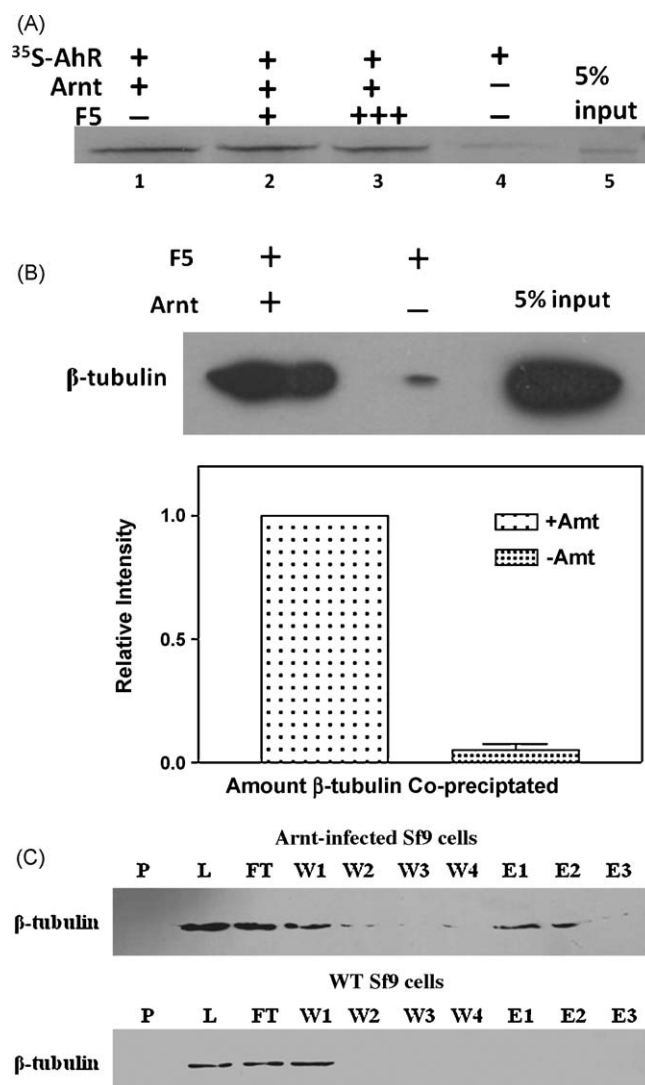 (A)
³⁵S-AhR + + + +
Arnt + + + − 5%
F5 − + +++ − input
1 2 3 4 5
(B)
F5 + +
Arnt + − 5% input
β-tubulin
1.0
0.5
0.0
Relative Intensity
+Amt
-Amt
Amount β-tubulin Co-preciptated
(C)
Arnt-infected Sf9 cells
P L FT W1 W2 W3 W4 E1 E2 E3
β-tubulin
WT Sf9 cells
P L FT W1 W2 W3 W4 E1 E2 E3
β-tubulin